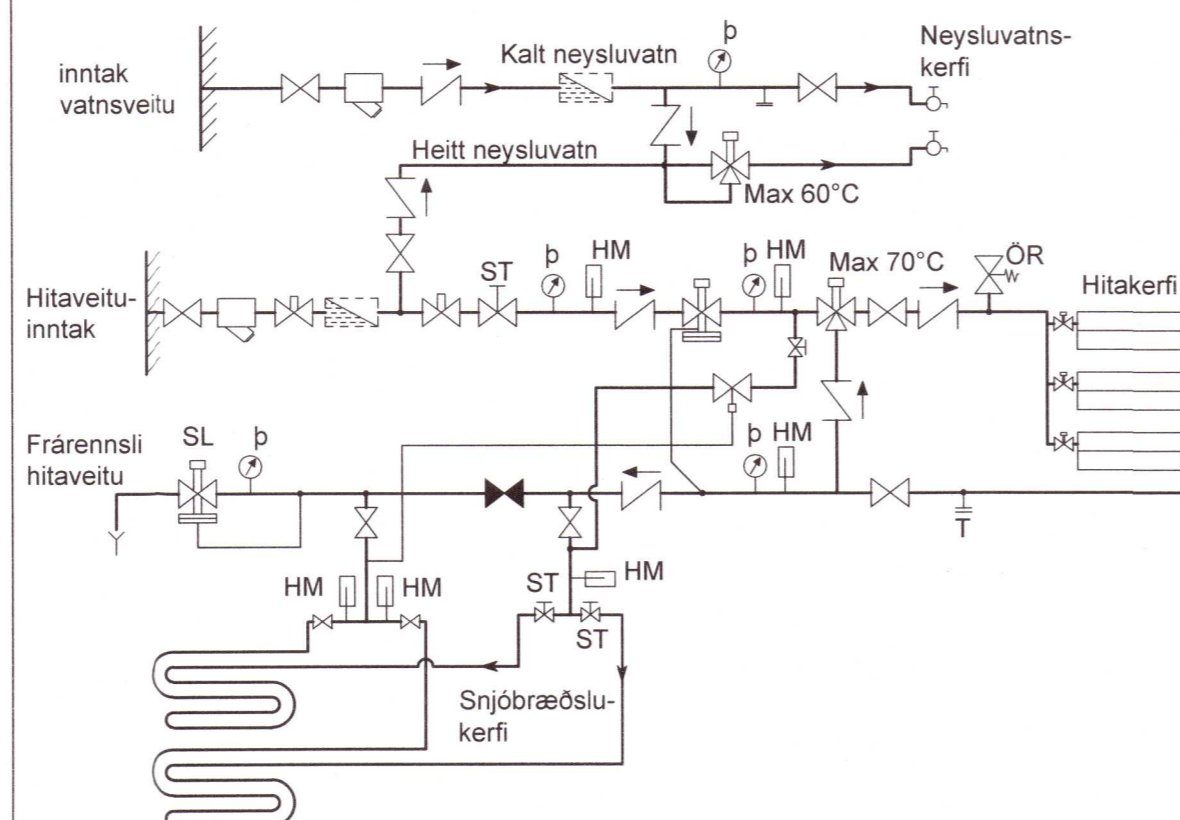 inntak
vatnsveitu
Kalt neysluvatn
þ
Neysluvatns-
kerfi
Heitt neysluvatn
Max 60°C
Hitaveitu-
inntak
ST
þ
HM
þ
HM
Max 70°C
ÖR
Hitakerfi
Frárennsli
hitaveitu
SL
þ
þ
HM
T
HM
HM
ST
HM
ST
Snjóbræðslu-
kerfi